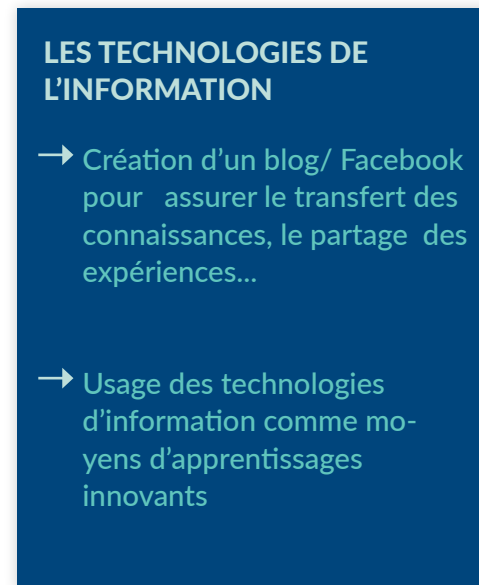 LES TECHNOLOGIES DE
L’INFORMATION
→ Création d’un blog/ Facebook
pour   assurer le transfert des
connaissances, le partage  des
expériences...
→ Usage des technologies
d’information comme mo-
yens d’apprentissages
innovants